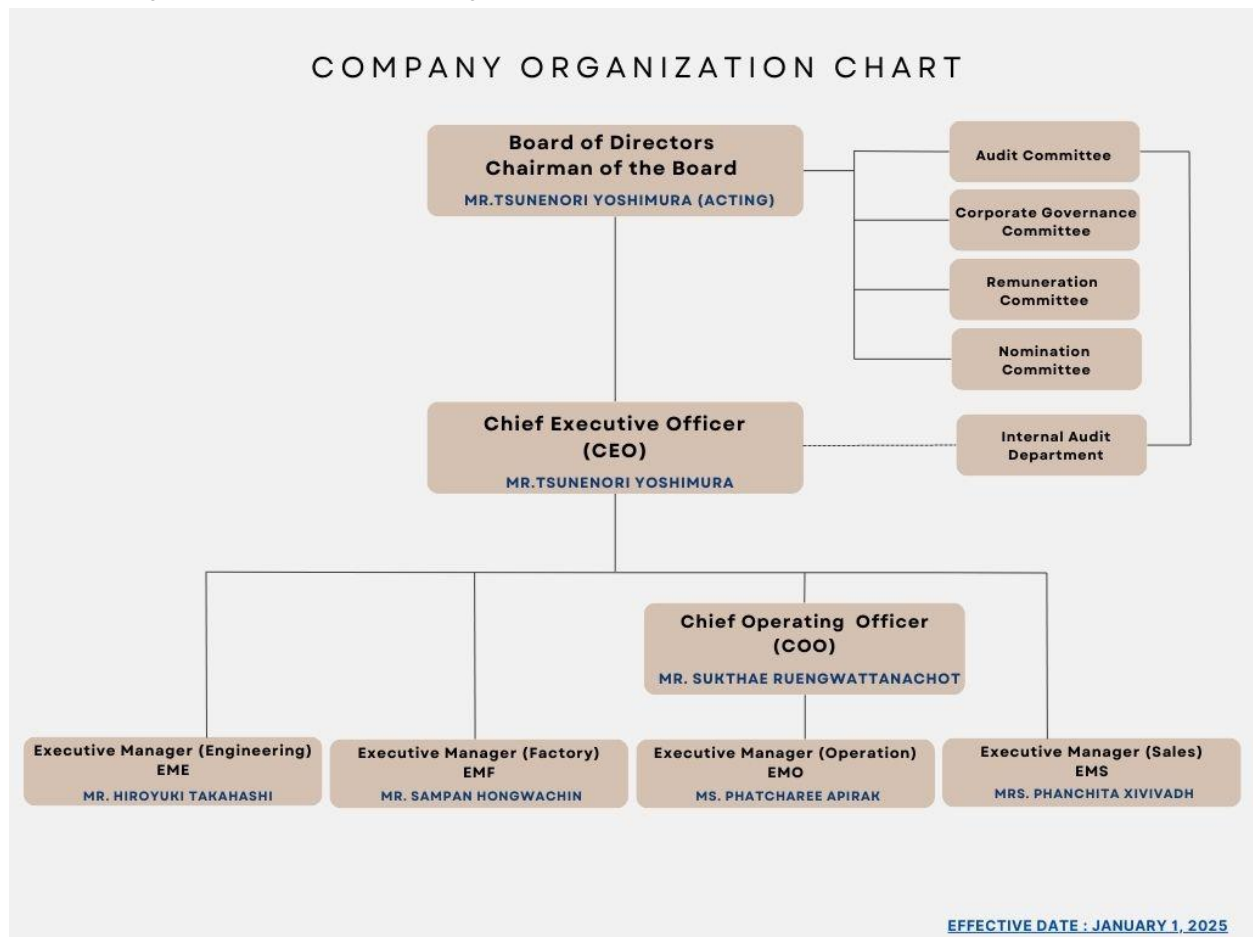 COMPANY ORGANIZATION CHART
Board of Directors
Chairman of the Board
MR.TSUNENORI YOSHIMURA (ACTING)
Audit Committee
Corporate Governance
Committee
Remuneration
Committee
Nomination
Committee
Chief Executive Officer
(CEO)
MR.TSUNENORI YOSHIMURA
Internal Audit
Department
Chief Operating Officer
(COO)
MR. SUKTHAE RUENGWATTANACHOT
Executive Manager (Engineering)
EME
MR. HIROYUKI TAKAHASHI
Executive Manager (Factory)
EMF
MR. SAMPAN HONGWACHIN
Executive Manager (Operation)
EMO
MS. PHATCHAREE APIRAK
Executive Manager (Sales)
EMS
MRS. PHANCHITA XIVIVADH
EFFECTIVE DATE : JANUARY 1, 2025